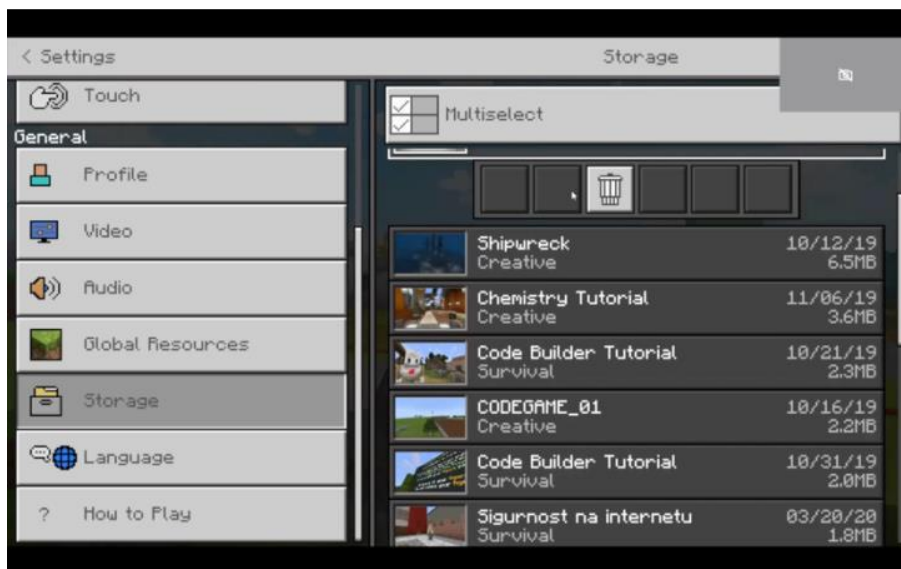 < Settings
Storage
Touch
General
Profile
Video
Audio
Global Resources
Storage
Language
? How to Play
Multiselect
Shipwreck 10/12/19
Creative 6.5MB
Chemistry Tutorial 11/06/19
Creative 3.6MB
Code Builder Tutorial 10/21/19
Survival 2.3MB
CODEGAME_01 10/16/19
Creative 2.2MB
Code Builder Tutorial 10/31/19
Survival 2.0MB
Sigurnost na internetu 03/20/20
Survival 1.8MB